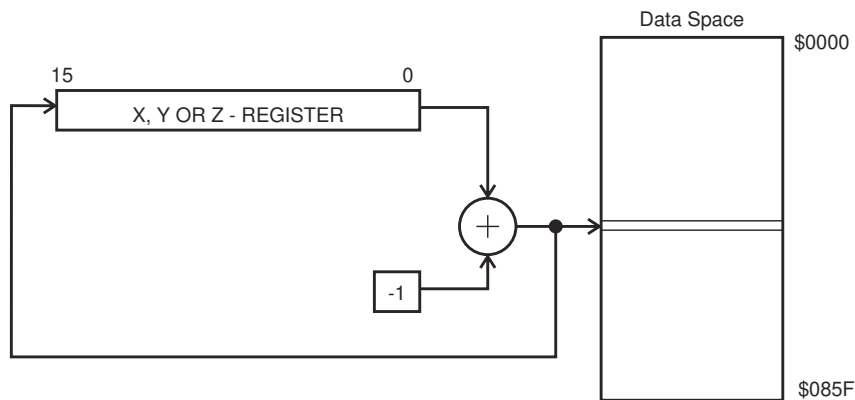 Data Space
$0000
15
0
X, Y OR Z - REGISTER
+
-1
$085F